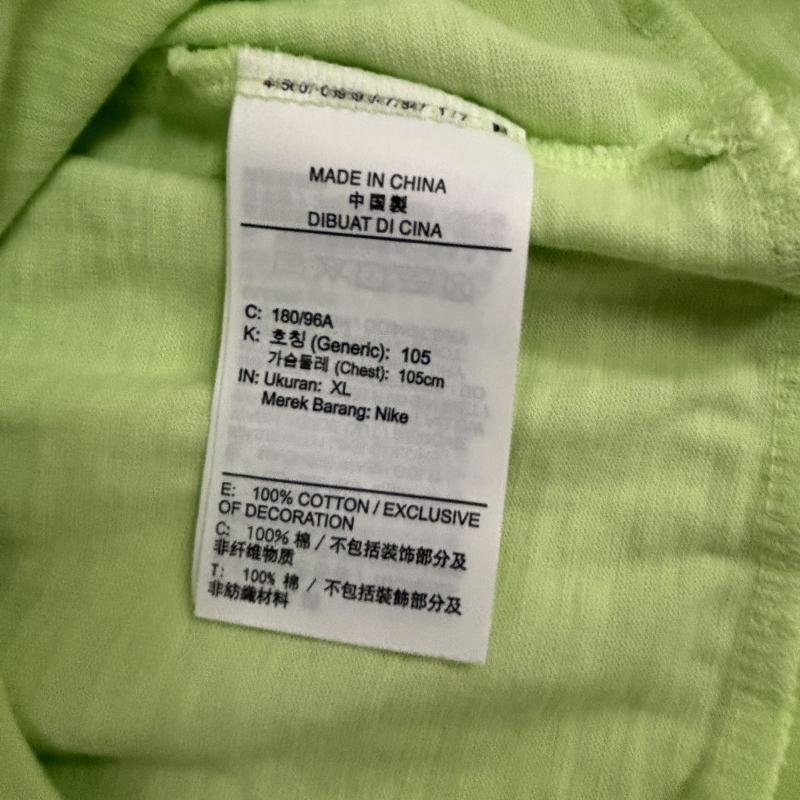 MADE IN CHINA
中国製
DIBUAT DI CINA
C: 180/96A
K: 호칭 (Generic): 105
가슴둘레 (Chest): 105cm
IN: Ukuran: XL
Merek Barang: Nike
E: 100% COTTON / EXCLUSIVE
OF DECORATION
C: 100% 棉 / 不包括装饰部分及
非纤维物质
T: 100% 棉 / 不包括裝飾部分及
非紡織材料